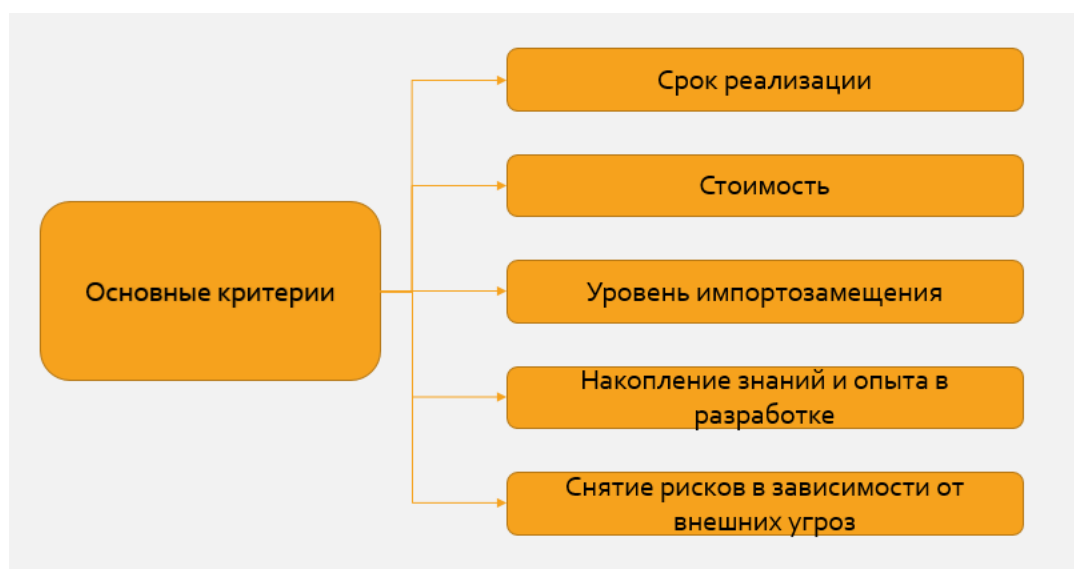 Основные критерии
Срок реализации
Стоимость
Уровень импортозамещения
Накопление знаний и опыта в
разработке
Снятие рисков в зависимости от
внешних угроз